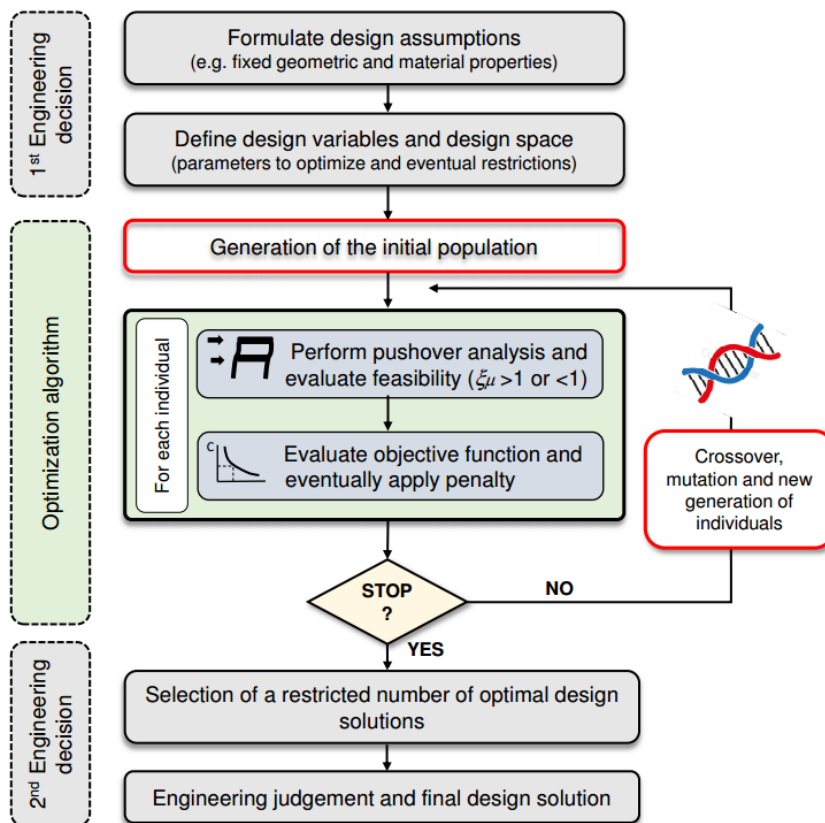 1st Engineering
decision
Formulate design assumptions
(e.g. fixed geometric and material properties)
Define design variables and design space
(parameters to optimize and eventual restrictions)
Optimization algorithm
Generation of the initial population
For each individual
Perform pushover analysis and
evaluate feasibility (ξμ >1 or <1)
C
Evaluate objective function and
eventually apply penalty
Crossover,
mutation and new
generation of
individuals
STOP
?
NO
YES
2nd Engineering
decision
Selection of a restricted number of optimal design
solutions
Engineering judgement and final design solution